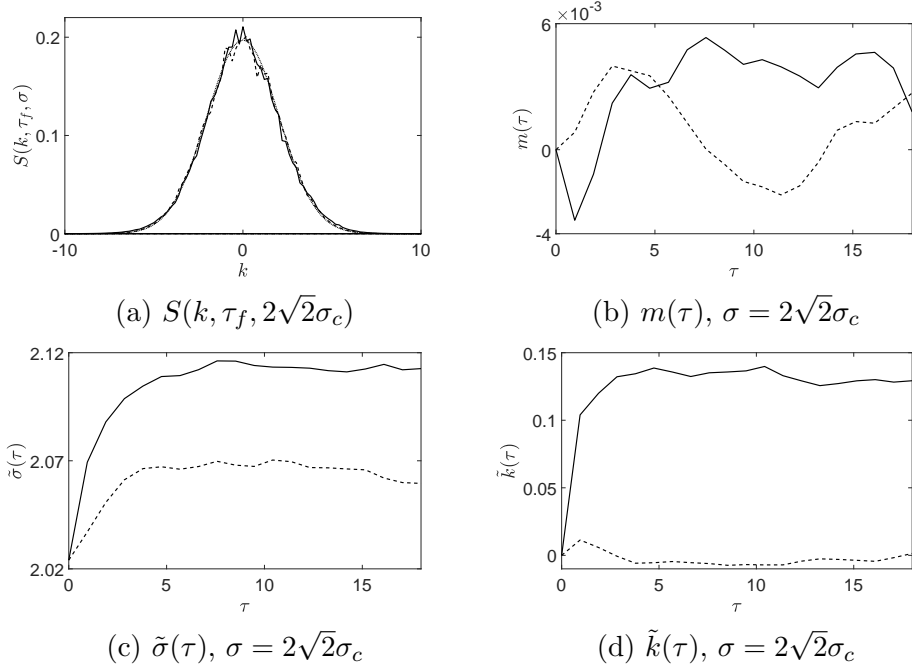 0.2
0.1
0
-10
0
10
S(k, τ_f, σ)
k
(a) S(k, τ_f, 2√2σ_c)
×10^{-3}
6
0
-4
0
5
10
15
m(τ)
τ
(b) m(τ), σ = 2√2σ_c
2.12
2.07
2.02
0
5
10
15
σ̃(τ)
τ
(c) σ̃(τ), σ = 2√2σ_c
0.15
0.1
0.05
0
0
5
10
15
k̃(τ)
τ
(d) k̃(τ), σ = 2√2σ_c